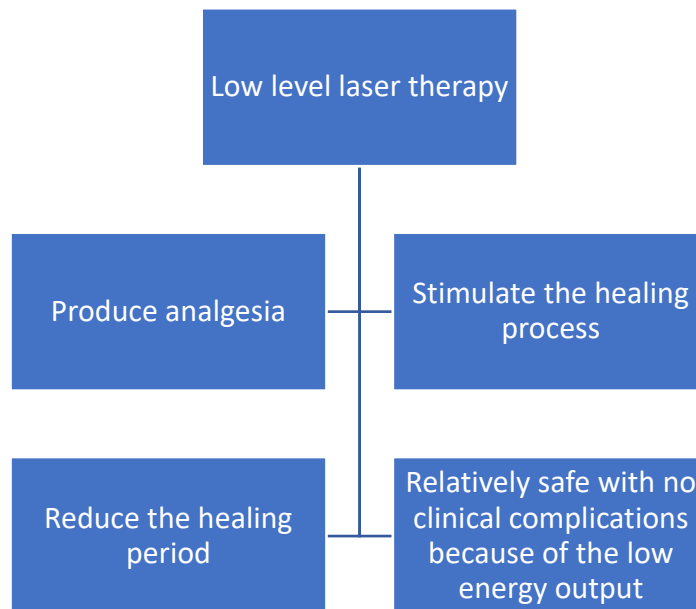 Low level laser therapy
Produce analgesia
Stimulate the healing
process
Reduce the healing
period
Relatively safe with no
clinical complications
because of the low
energy output